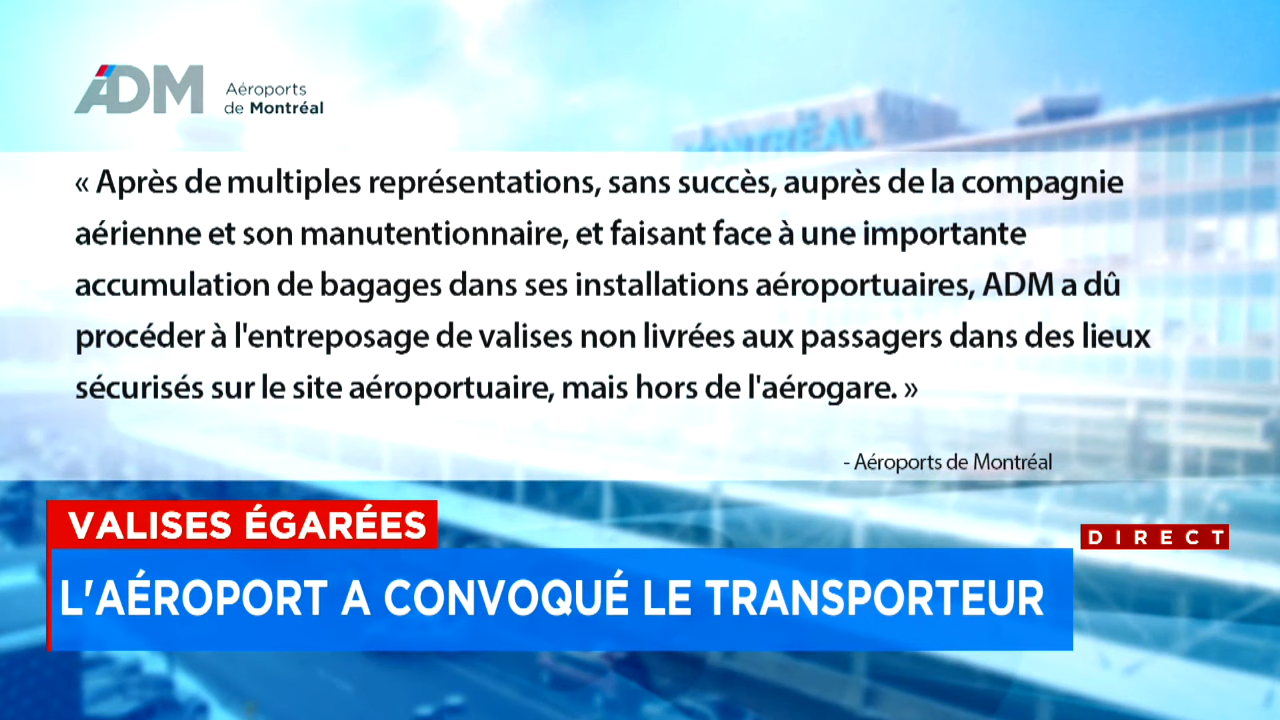 ADM Aéroports
de Montréal
MONTRÉAL
« Après de multiples représentations, sans succès, auprès de la compagnie
aérienne et son manutentionnaire, et faisant face à une importante
accumulation de bagages dans ses installations aéroportuaires, ADM a dû
procéder à l'entreposage de valises non livrées aux passagers dans des lieux
sécurisés sur le site aéroportuaire, mais hors de l'aérogare. »
- Aéroports de Montréal
VALISES ÉGARÉES
DIRECT
L'AÉROPORT A CONVOQUÉ LE TRANSPORTEUR